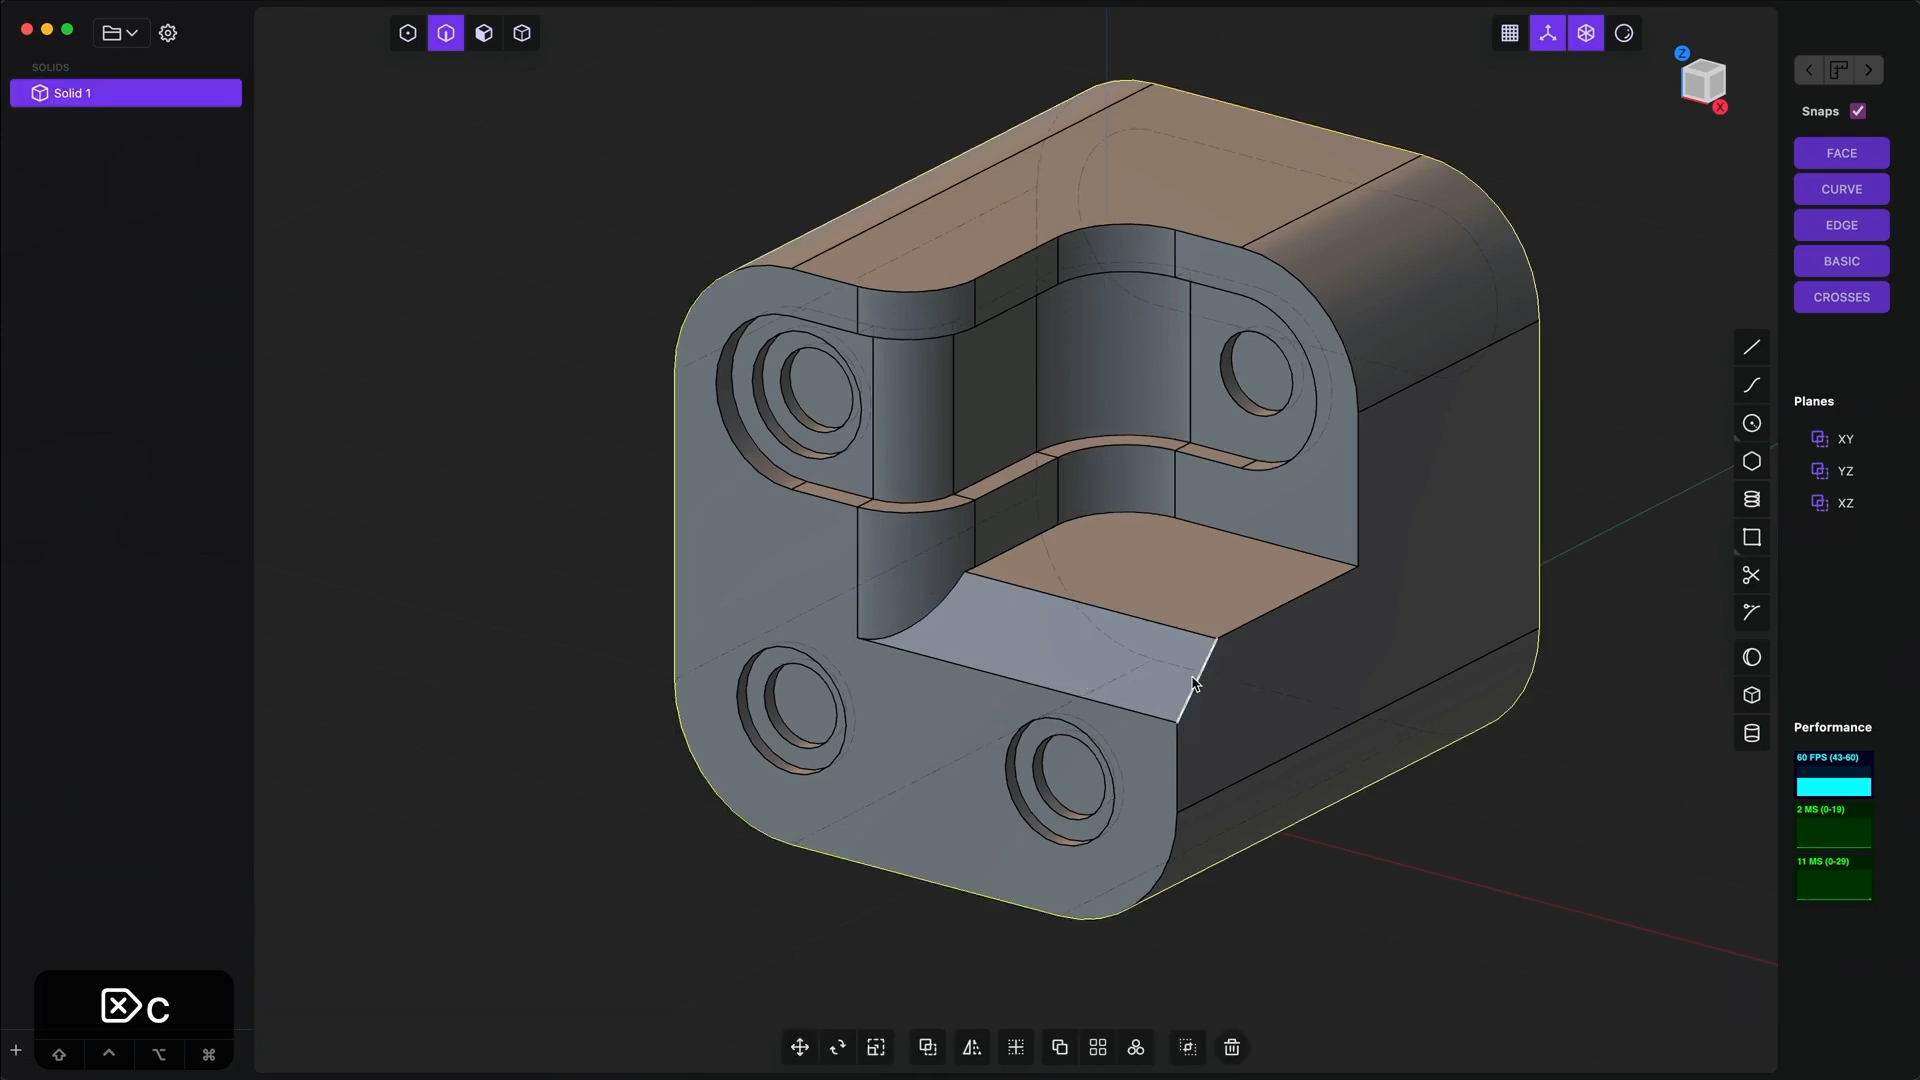 SOLIDS
Solid 1
Z
X
Snaps
FACE
CURVE
EDGE
BASIC
CROSSES
Planes
XY
YZ
XZ
Performance
60 FPS (43-60)
2 MS (0-19)
11 MS (0-29)
C